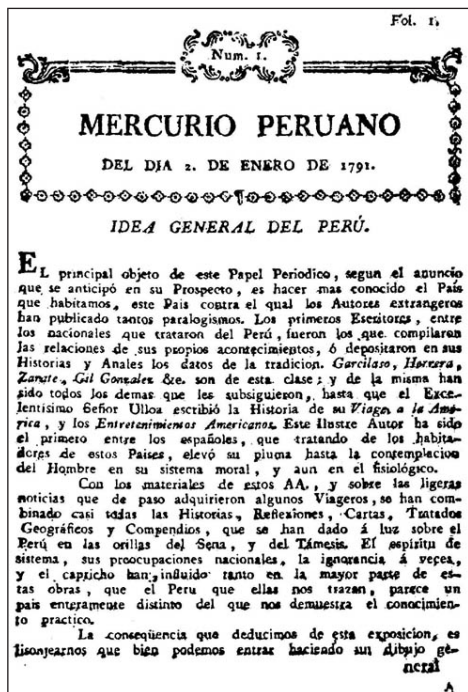 Fol. 1.
Num. 1.
MERCURIO PERUANO
DEL DIA 2. DE ENERO DE 1791.
IDEA GENERAL DEL PERÚ.
EL principal objeto de este Papel Periodico, segun el anuncio
que se anticipó en su Prospecto, es hacer mas conocido el País
que habitamos, este Pais contra el qual los Autores extrangeros
han publicado tantos paralogismos. Los primeros Escritores, entre
los nacionales que trataron del Perú, fueron los que compilaron
las relaciones de sus propios acontecimientos, ó depositaron en sus
Historias y Anales los datos de la tradicion. Garcilaso, Herrera,
Zarate, Gil Gonzalez &c. son de esta clase; y de la misma han
sido todos los demas que les subsiguieron, hasta que el Exce-
lentísimo Señor Ulloa escribió la Historia de su Viage a la Amé-
rica, y los Entretenimientos Americanos. Este ilustre Autor ha sido
el primero entre los españoles, que tratando de los habita-
dores de estos Paises, elevó su pluma hasta la contemplacion
del Hombre en su sistema moral, y aun en el fisiológico.
Con los materiales de estos AA., y sobre las ligeras
noticias que de paso adquirieron algunos Viageros, se han com-
binado casi todas las Historias, Reflexiones, Cartas, Tratados
Geográficos y Compendios, que se han dado á luz sobre el
Perú en las orillas del Sena, y del Támesis. El espíritu de
sistema, sus preocupaciones nacionales, la ignorancia á veces,
y el capricho han influido tanto en la mayor parte de es-
tas obras, que el Peru que ellas nos trazan, parece un
país enteramente distinto del que nos demuestra el conocimien-
to practico.
La conseqüencia que deducimos de esta exposicion, es
lisonjearnos que bien podemos entrar haciendo un dibujo ge-
neral
A